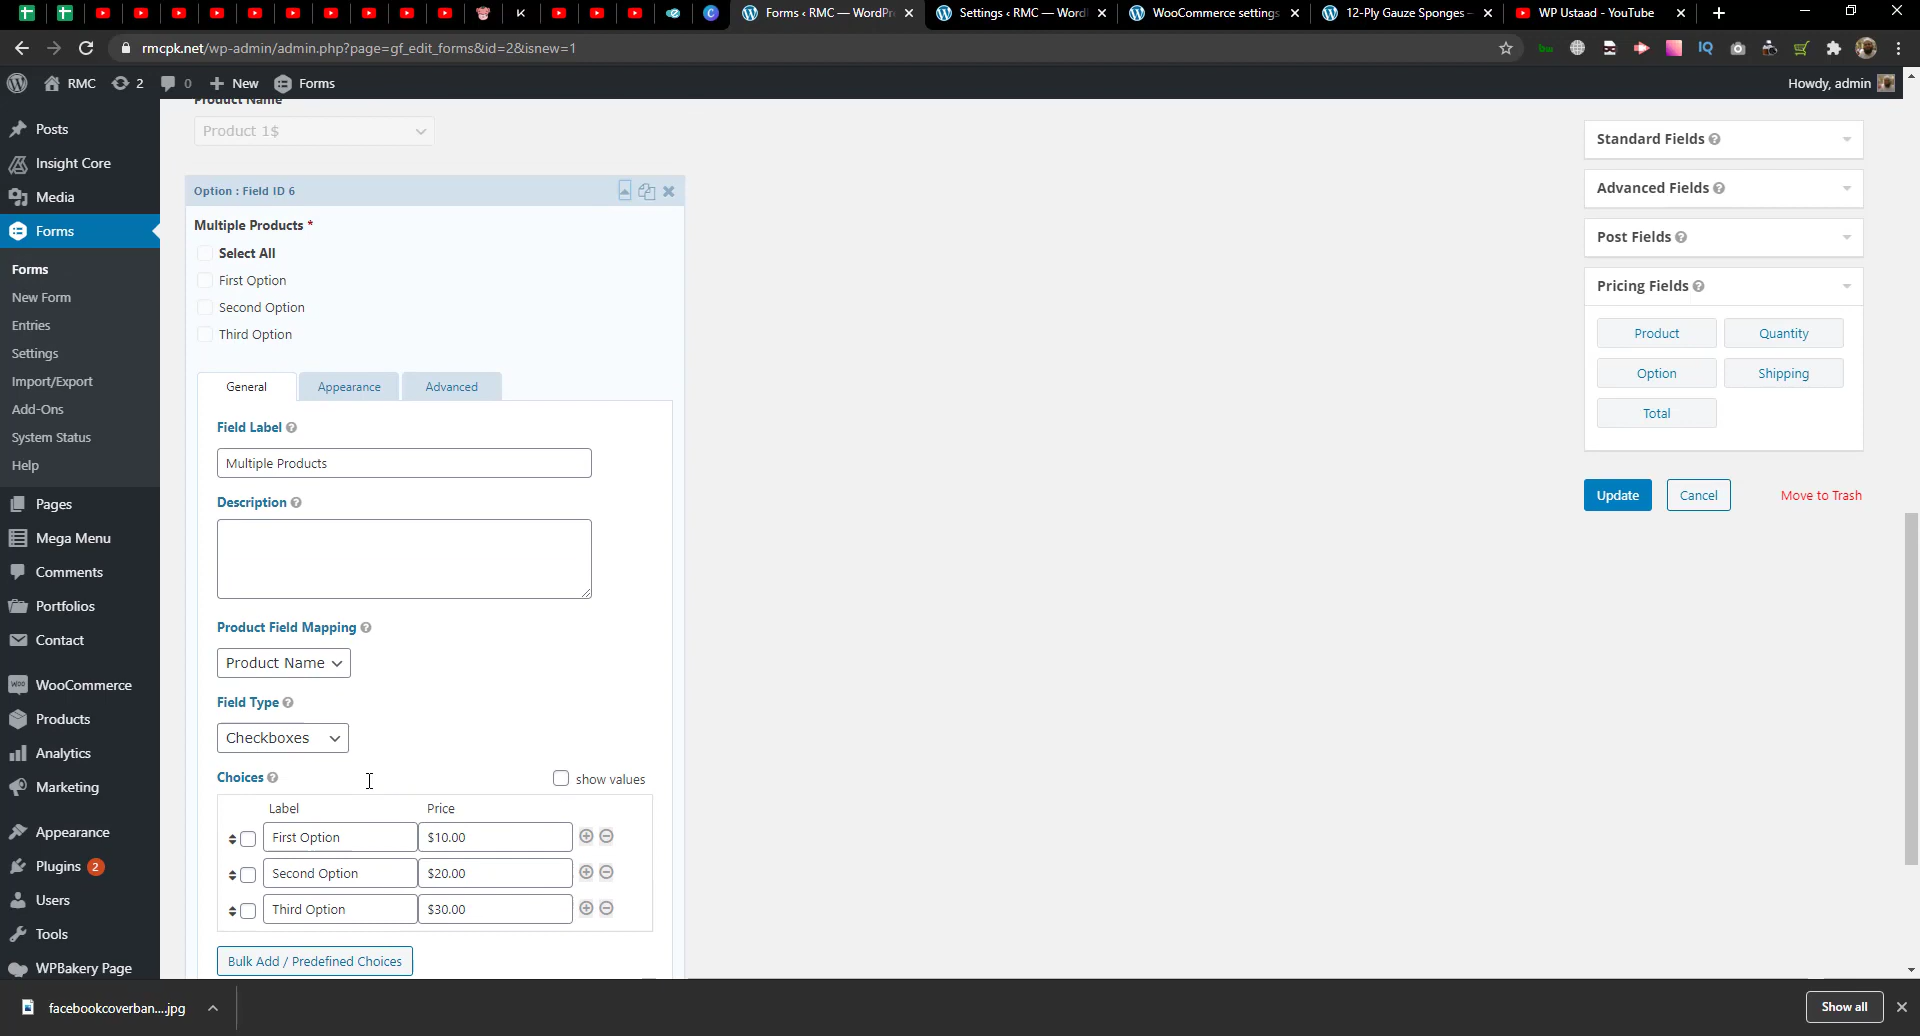 Forms ‹ RMC — WordPr
Settings ‹ RMC — Word
WooCommerce settings
12-Ply Gauze Sponges –
WP Ustaad - YouTube
rmcpk.net/wp-admin/admin.php?page=gf_edit_forms&id=2&isnew=1
IQ
RMC
2
0
New
Forms
Howdy, admin
Posts
Insight Core
Media
Forms
Forms
New Form
Entries
Settings
Import/Export
Add-Ons
System Status
Help
Pages
Mega Menu
Comments
Portfolios
Contact
WooCommerce
Products
Analytics
Marketing
Appearance
Plugins 2
Users
Tools
WPBakery Page
Product Name
Product 1$
Option : Field ID 6
Multiple Products *
Select All
First Option
Second Option
Third Option
General
Appearance
Advanced
Field Label
Multiple Products
Description
Product Field Mapping
Product Name
Field Type
Checkboxes
Choices
show values
Label
Price
First Option
$10.00
Second Option
$20.00
Third Option
$30.00
Bulk Add / Predefined Choices
Standard Fields
Advanced Fields
Post Fields
Pricing Fields
Product
Quantity
Option
Shipping
Total
Update
Cancel
Move to Trash
facebookcoverban....jpg
Show all